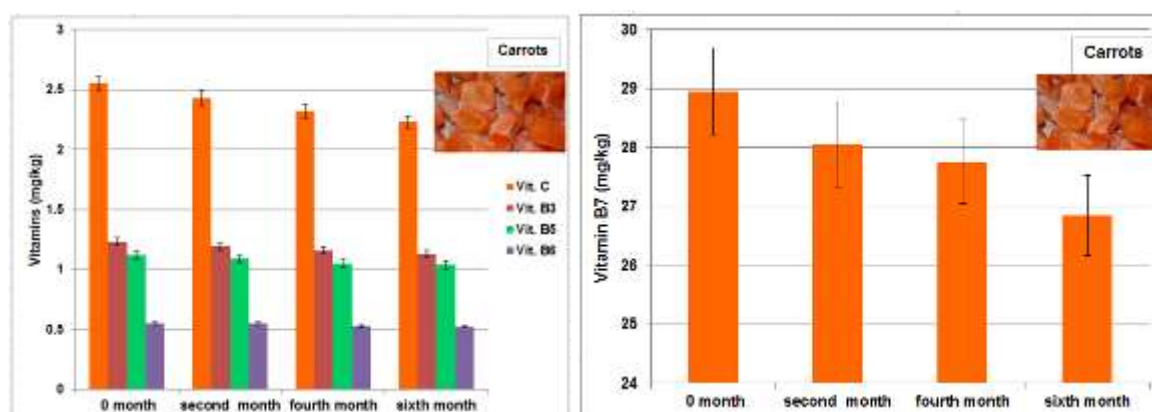 Carrots
Vitamins (mg/kg)
3
2.5
2
1.5
1
0.5
0
0 month second month fourth month sixth month
Vit. C
Vit. B3
Vit. B5
Vit. B6
Carrots
Vitamin B7 (mg/kg)
30
29
28
27
26
25
24
0 month second month fourth month sixth month